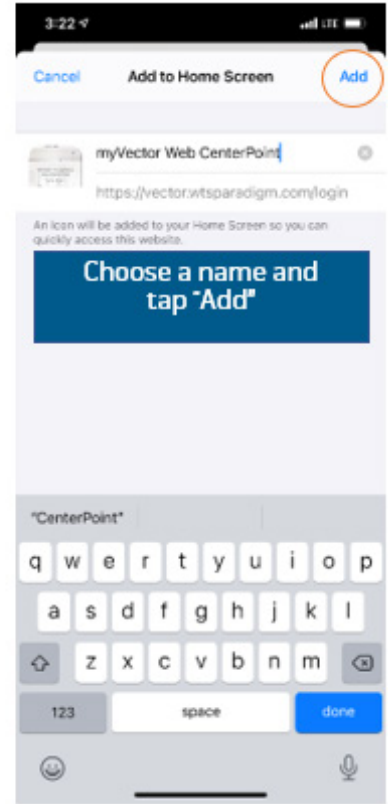 3:22
LTE
Cancel Add to Home Screen Add
myVector Web CenterPoint
https://vector.wtsparadigm.com/login
An icon will be added to your Home Screen so you can
quickly access this website.
Choose a name and
tap "Add"
"CenterPoint"
q w e r t y u i o p
a s d f g h j k l
z x c v b n m
123 space done